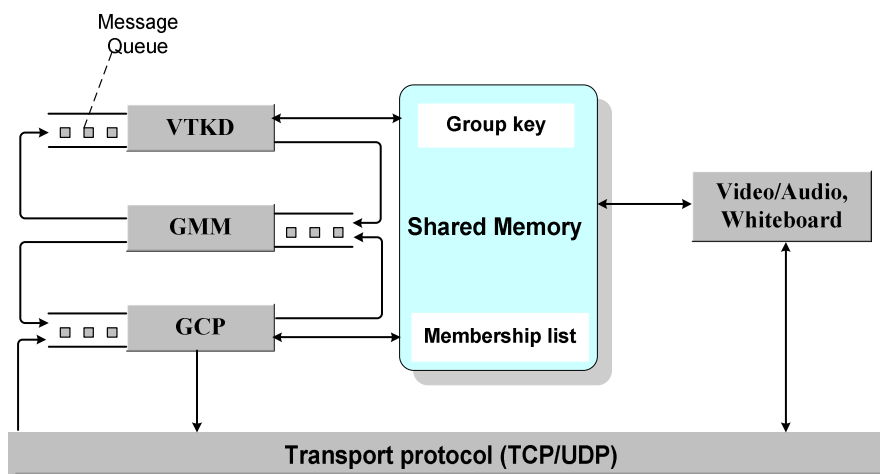 Message
Queue
VTKD
Group key
Video/Audio,
Whiteboard
GMM
Shared Memory
GCP
Membership list
Transport protocol (TCP/UDP)